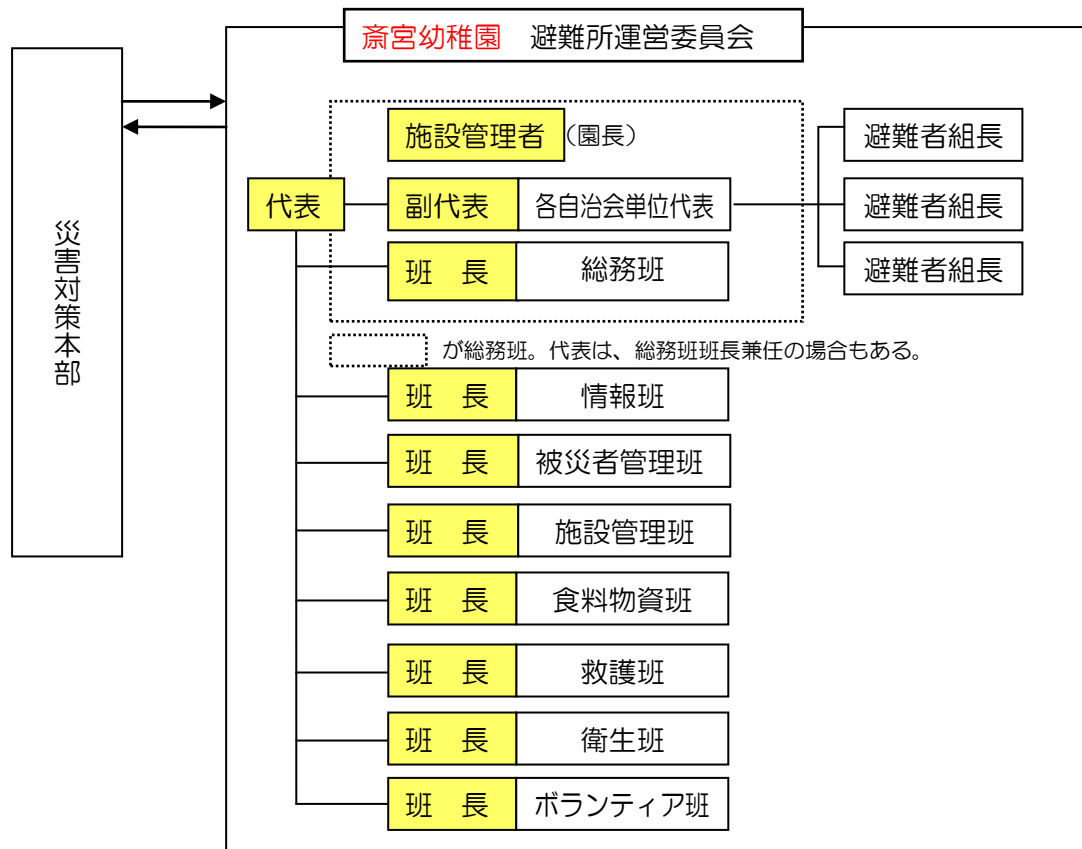 斎宮幼稚園 避難所運営委員会
災害対策本部
施設管理者 (園長)
代表
副代表 各自治会単位代表
班 長 総務班
避難者組長
避難者組長
避難者組長
が総務班。代表は、総務班班長兼任の場合もある。
班 長 情報班
班 長 被災者管理班
班 長 施設管理班
班 長 食料物資班
班 長 救護班
班 長 衛生班
班 長 ボランティア班